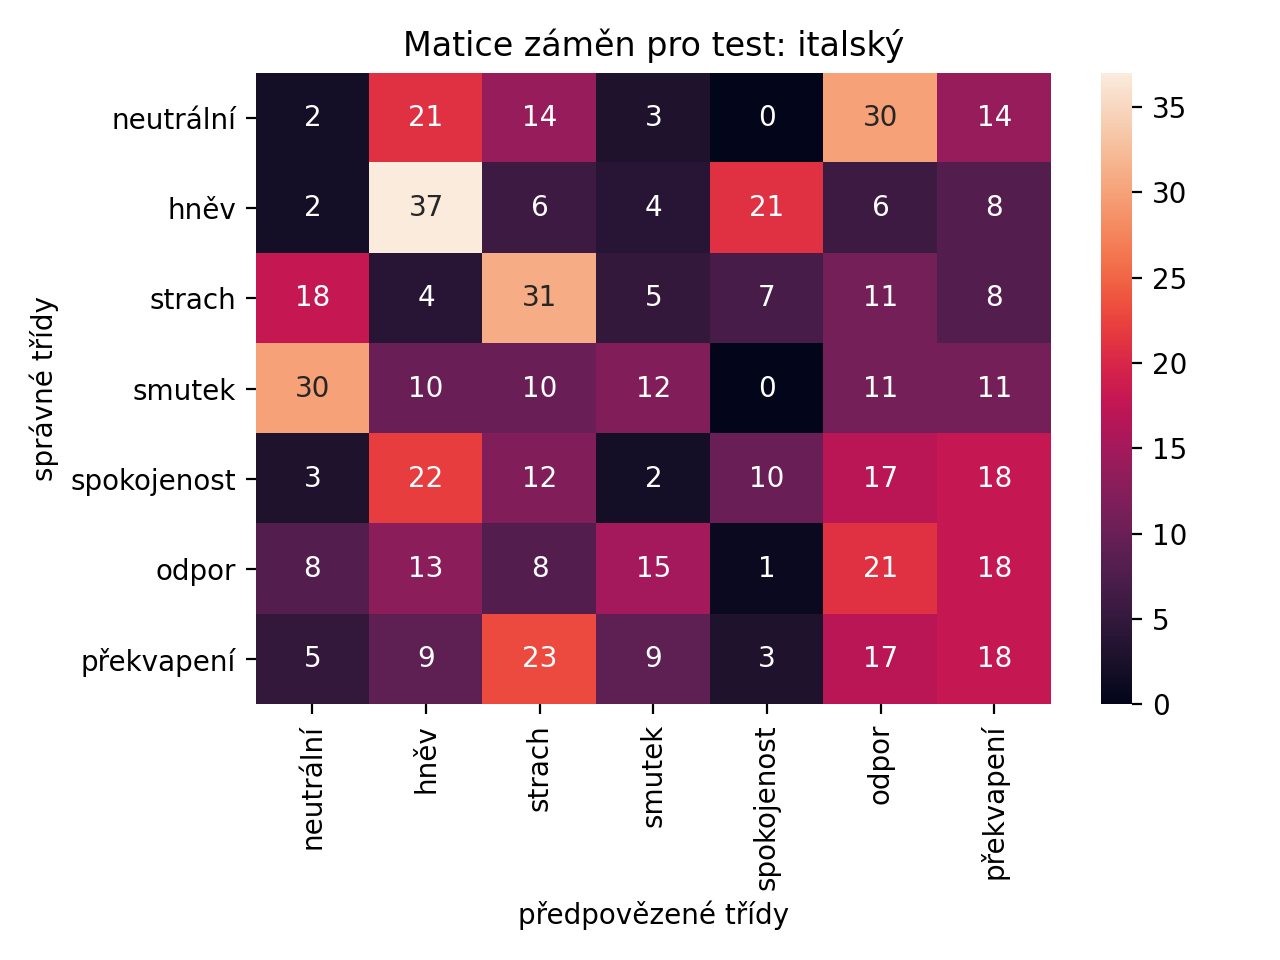 Matice záměn pro test: italský
správné třídy
neutrální 2 21 14 3 0 30 14
hněv 2 37 6 4 21 6 8
strach 18 4 31 5 7 11 8
smutek 30 10 10 12 0 11 11
spokojenost 3 22 12 2 10 17 18
odpor 8 13 8 15 1 21 18
překvapení 5 9 23 9 3 17 18
neutrální hněv strach smutek spokojenost odpor překvapení
předpovězené třídy
35
30
25
20
15
10
5
0